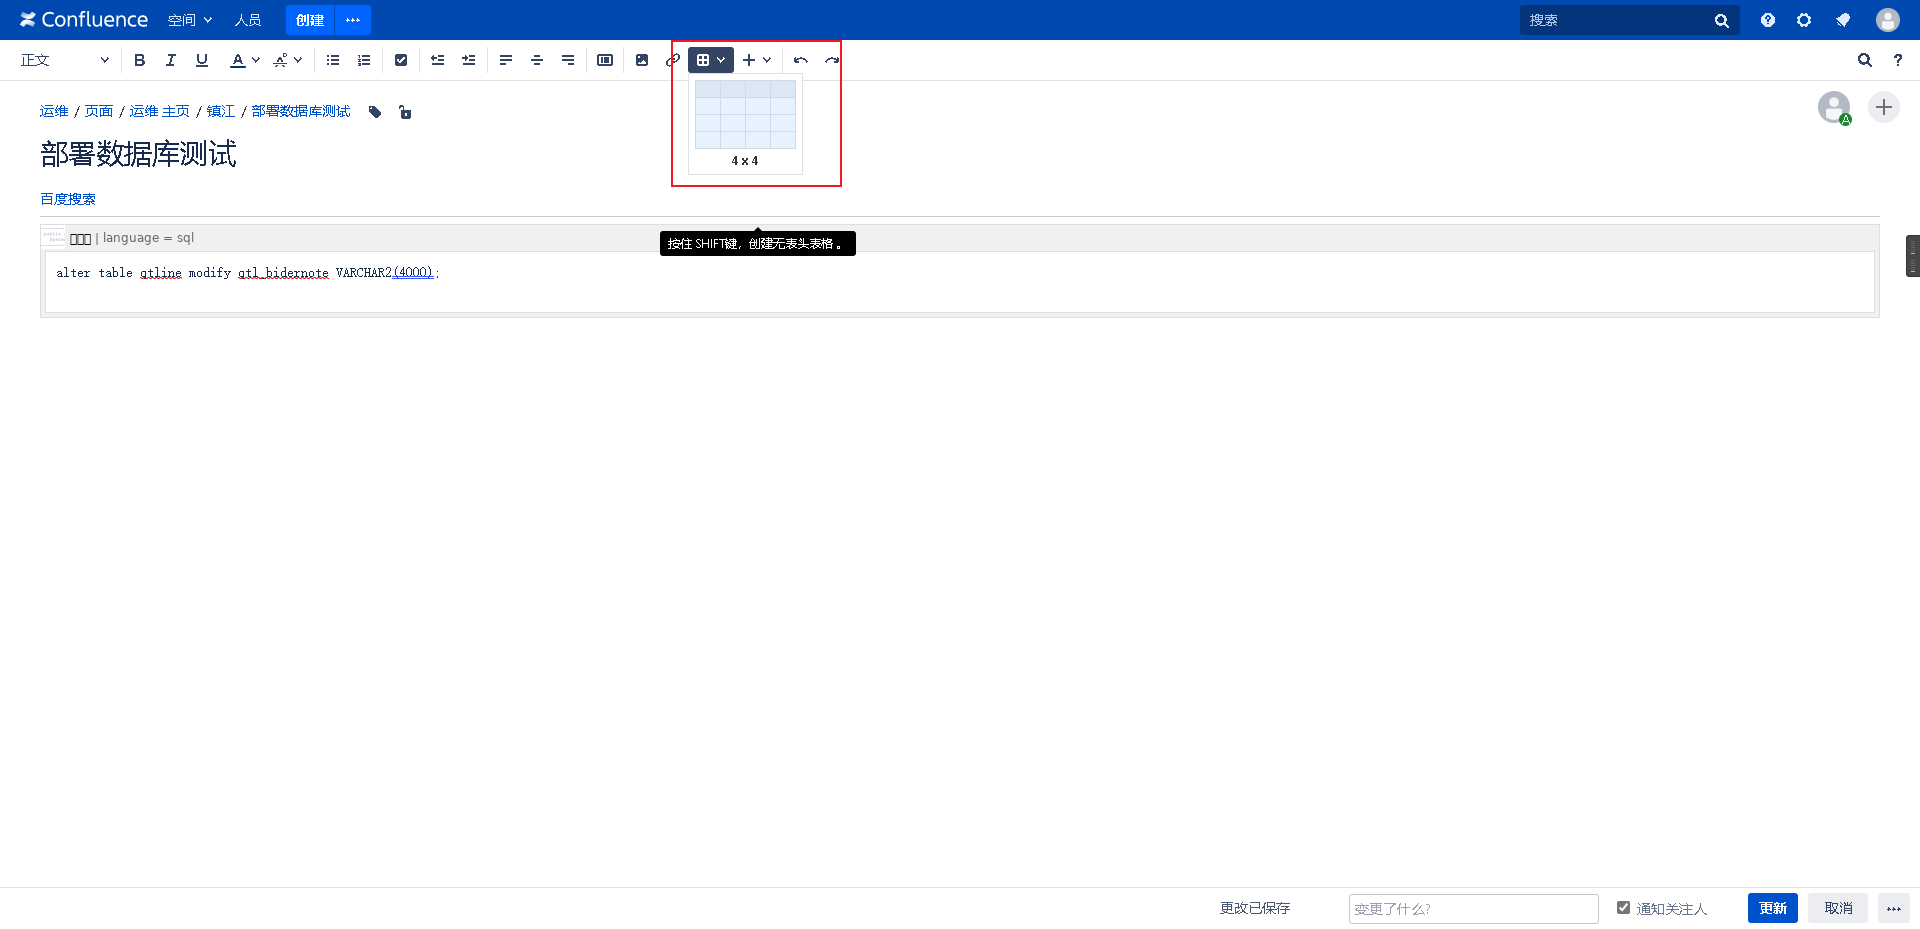 Confluence 空间 人员 创建 ··· 搜索
正文 B I U A
运维 / 页面 / 运维 主页 / 镇江 / 部署数据库测试
A
4 x 4
部署数据库测试
百度搜索
按住 SHIFT键，创建无表头表格 。
| language = sql
alter table gtline modify gtl_bidernote VARCHAR2(4000);
更改已保存 变更了什么? 通知关注人 更新 取消 ···